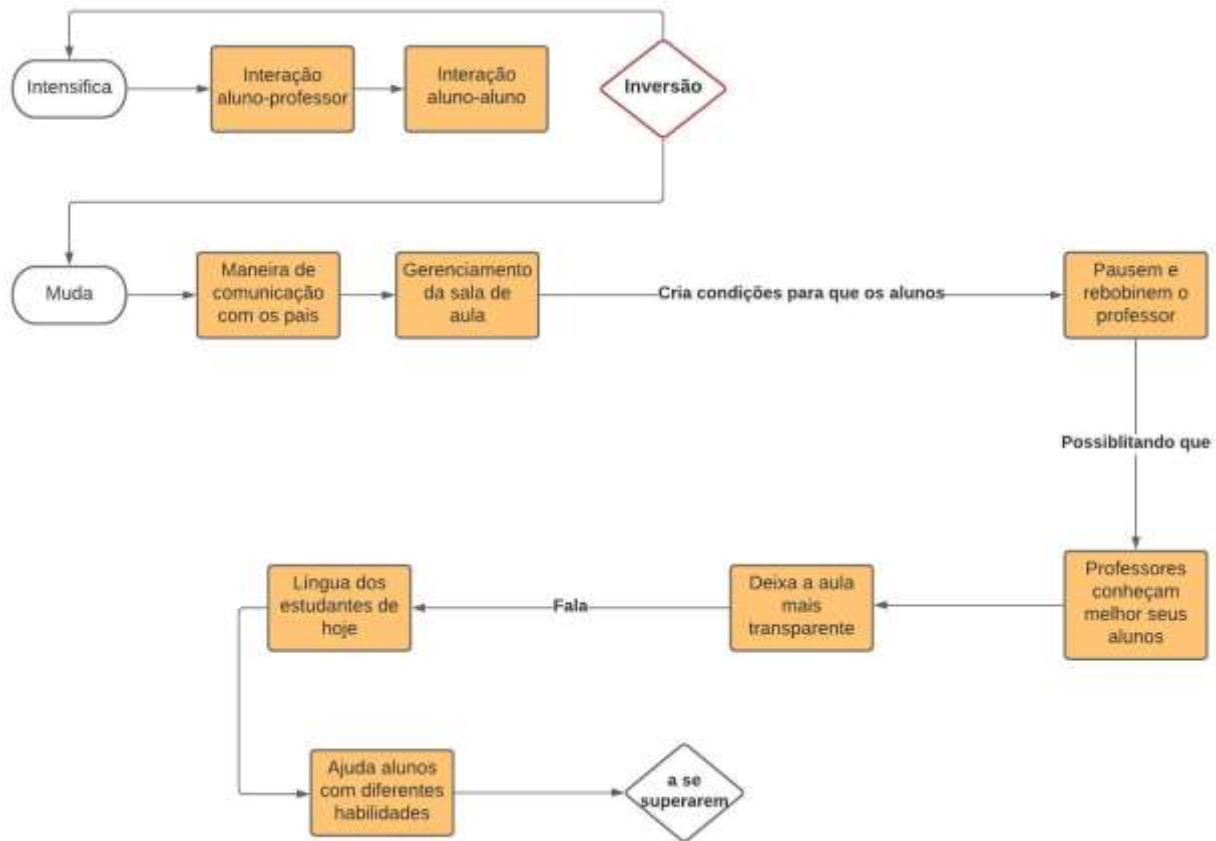 Intensifica
Interação
aluno-professor
Interação
aluno-aluno
Inversão
Muda
Maneira de
comunicação
com os pais
Gerenciamento
da sala de
aula
Cria condições para que os alunos
Pausem e
rebobinem o
professor
Possiblitando que
Professores
conheçam
melhor seus
alunos
Deixa a aula
mais
transparente
Fala
Língua dos
estudantes de
hoje
Ajuda alunos
com diferentes
habilidades
a se
superarem